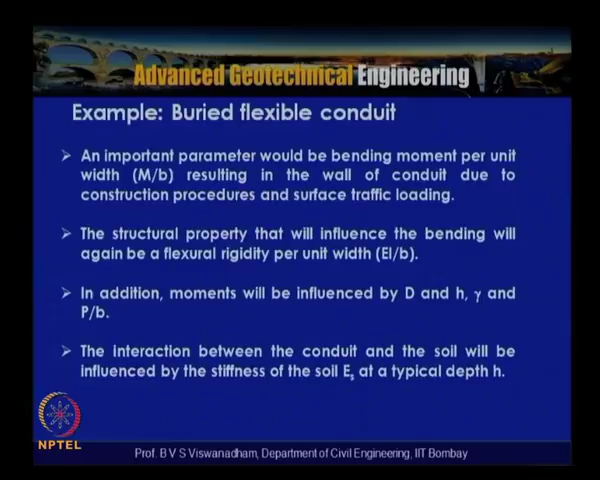 Advanced Geotechnical Engineering
Example: Buried flexible conduit
➢ An important parameter would be bending moment per unit
width (M/b) resulting in the wall of conduit due to
construction procedures and surface traffic loading.
➢ The structural property that will influence the bending will
again be a flexural rigidity per unit width (EI/b).
➢ In addition, moments will be influenced by D and h, γ and
P/b.
➢ The interaction between the conduit and the soil will be
influenced by the stiffness of the soil Es at a typical depth h.
NPTEL
Prof. B V S Viswanadham, Department of Civil Engineering, IIT Bombay